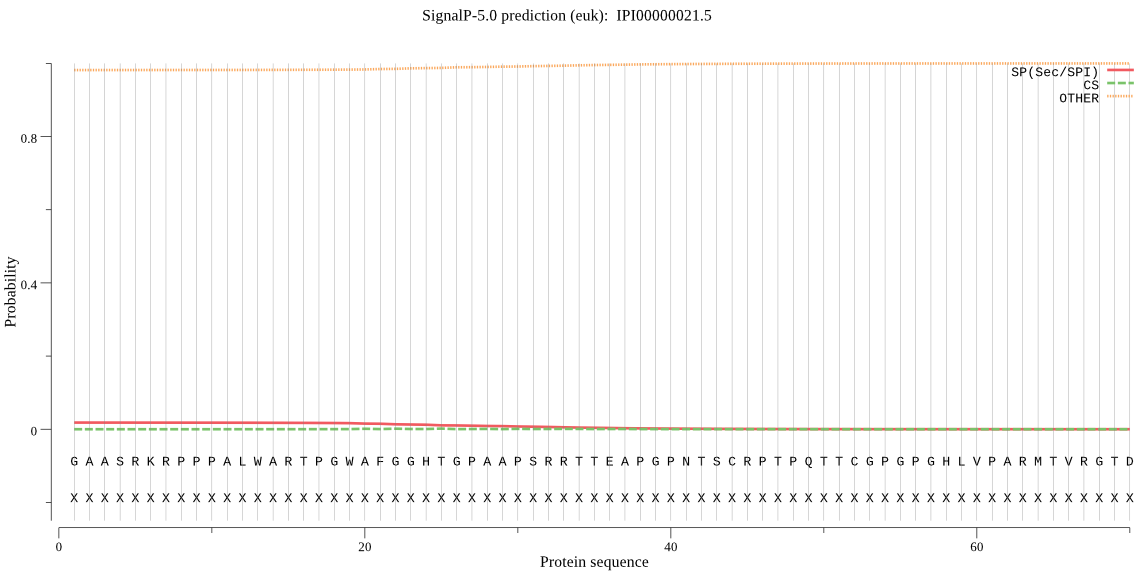 SignalP-5.0 prediction (euk): IPI00000021.5
SP(Sec/SPI)
CS
OTHER
0.8
0.4
0
Probability
G A A S R K R P P P A L W A R T P G W A F G G H T G P A A P S R R T T E A P G P N T S C R P T P Q T T C G P G P G H L V P A R M T V R G T D
X X X X X X X X X X X X X X X X X X X X X X X X X X X X X X X X X X X X X X X X X X X X X X X X X X X X X X X X X X X X X X X X X X X X X X
0 20 40 60
Protein sequence